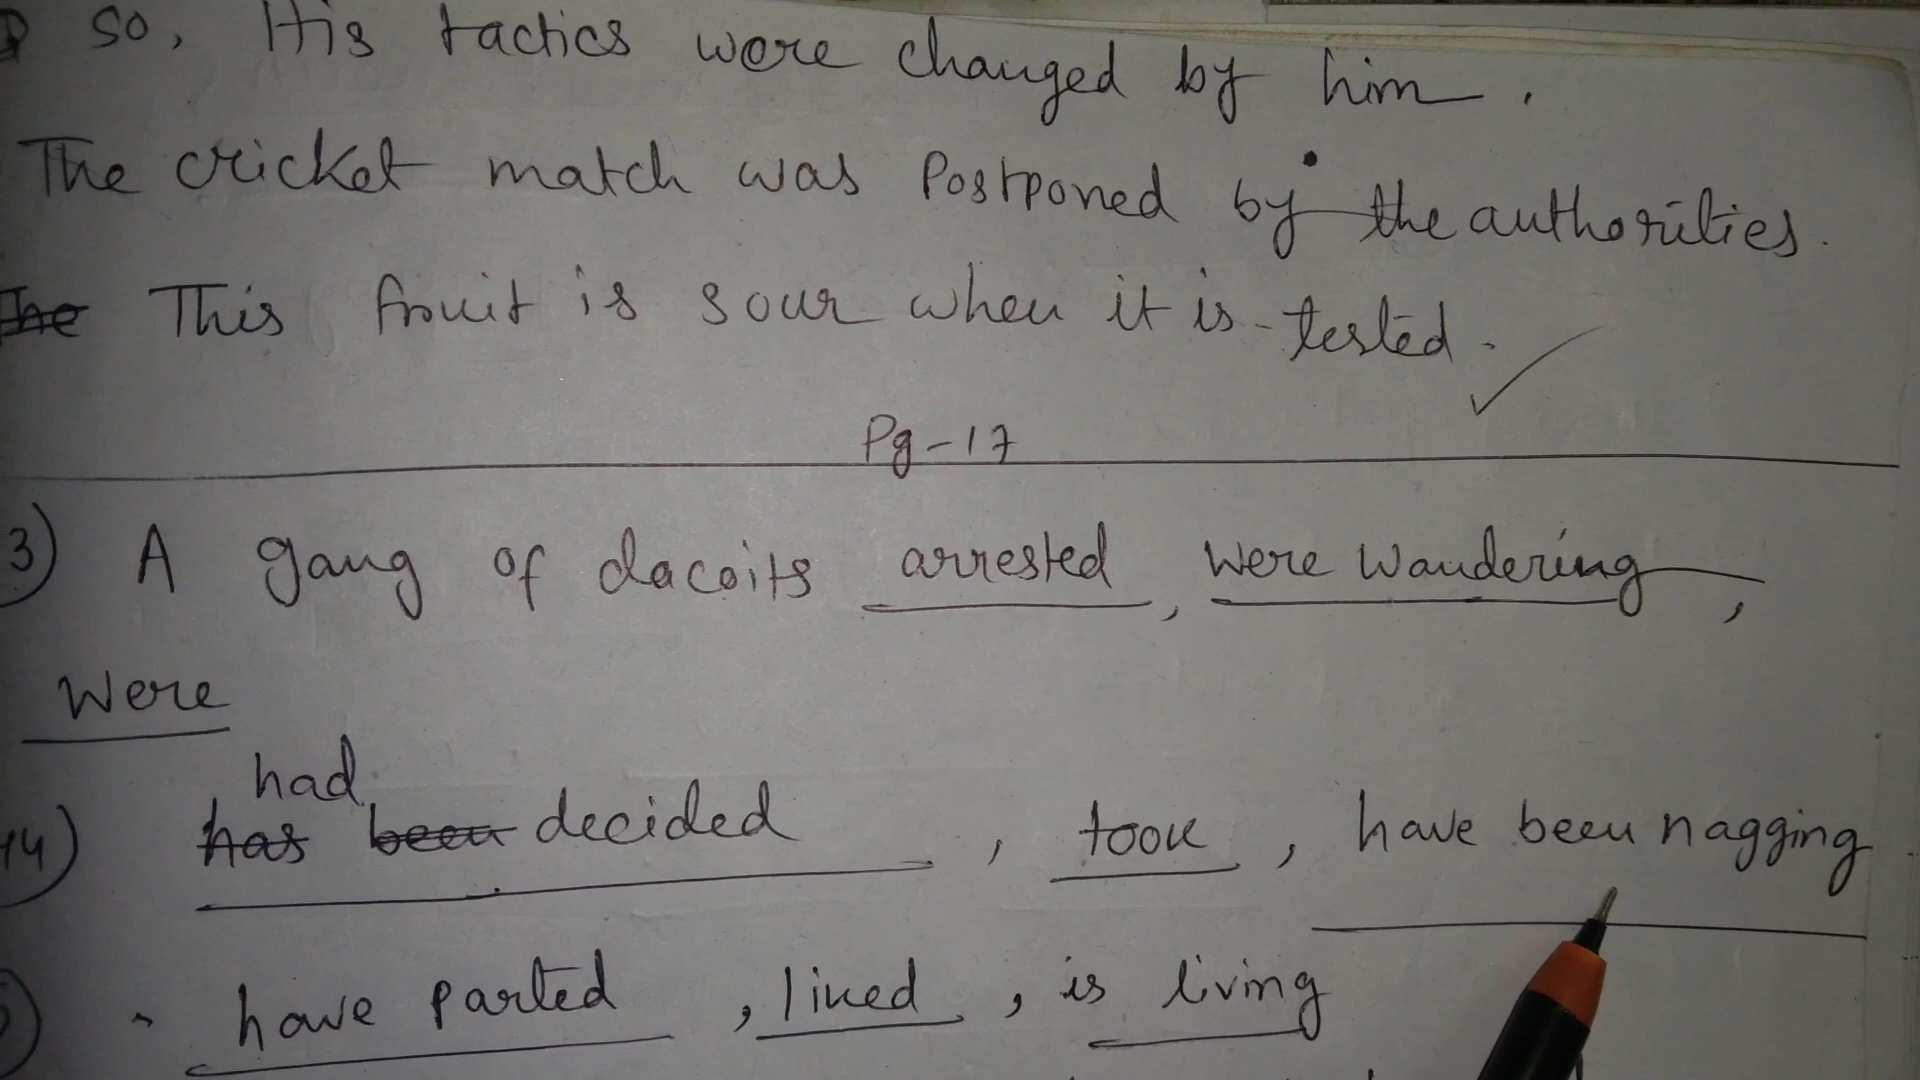 so, His tactics were changed by him.
The cricket match was Postponed by the authorities.
The This fruit is sour when it is tested.
Pg-17
3) A gang of dacoits arrested, were wandering,
were
had
14) has been decided, took, have been nagging
have parted, lived, is living